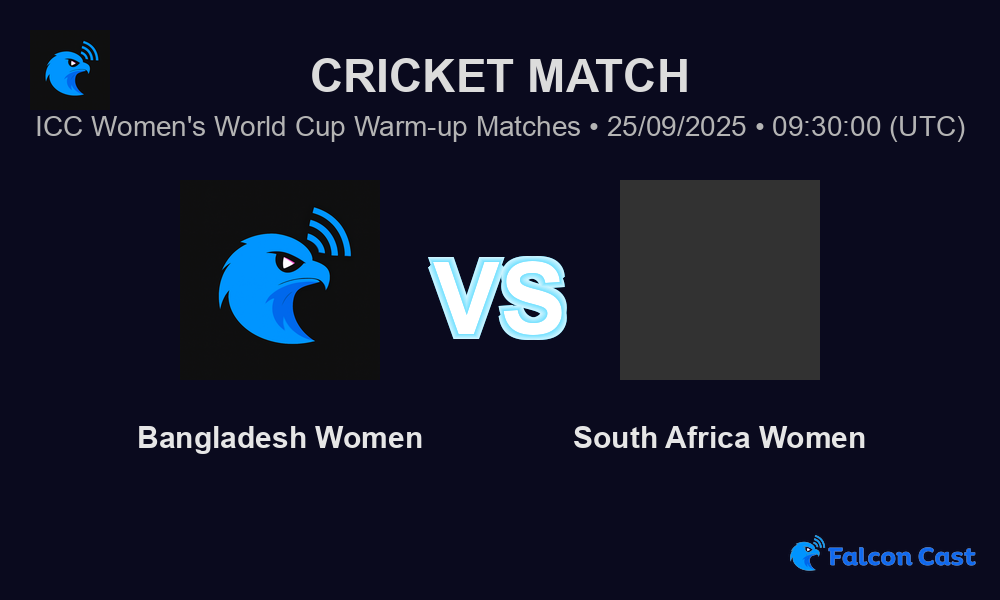 CRICKET MATCH
ICC Women's World Cup Warm-up Matches • 25/09/2025 • 09:30:00 (UTC)
VS
Bangladesh Women
South Africa Women
Falcon Cast